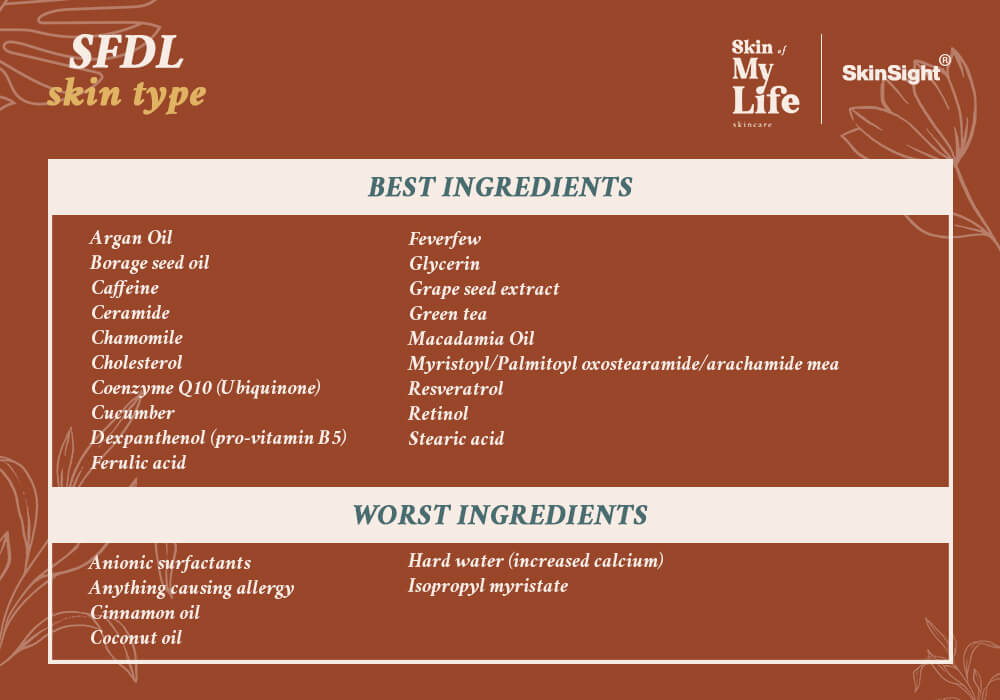 SFDL
skin type
Skin of
My
Life
skincare
SkinSight®
BEST INGREDIENTS
Argan Oil
Borage seed oil
Caffeine
Ceramide
Chamomile
Cholesterol
Coenzyme Q10 (Ubiquinone)
Cucumber
Dexpanthenol (pro-vitamin B5)
Ferulic acid
Feverfew
Glycerin
Grape seed extract
Green tea
Macadamia Oil
Myristoyl/Palmitoyl oxostearamide/arachamide mea
Resveratrol
Retinol
Stearic acid
WORST INGREDIENTS
Anionic surfactants
Anything causing allergy
Cinnamon oil
Coconut oil
Hard water (increased calcium)
Isopropyl myristate